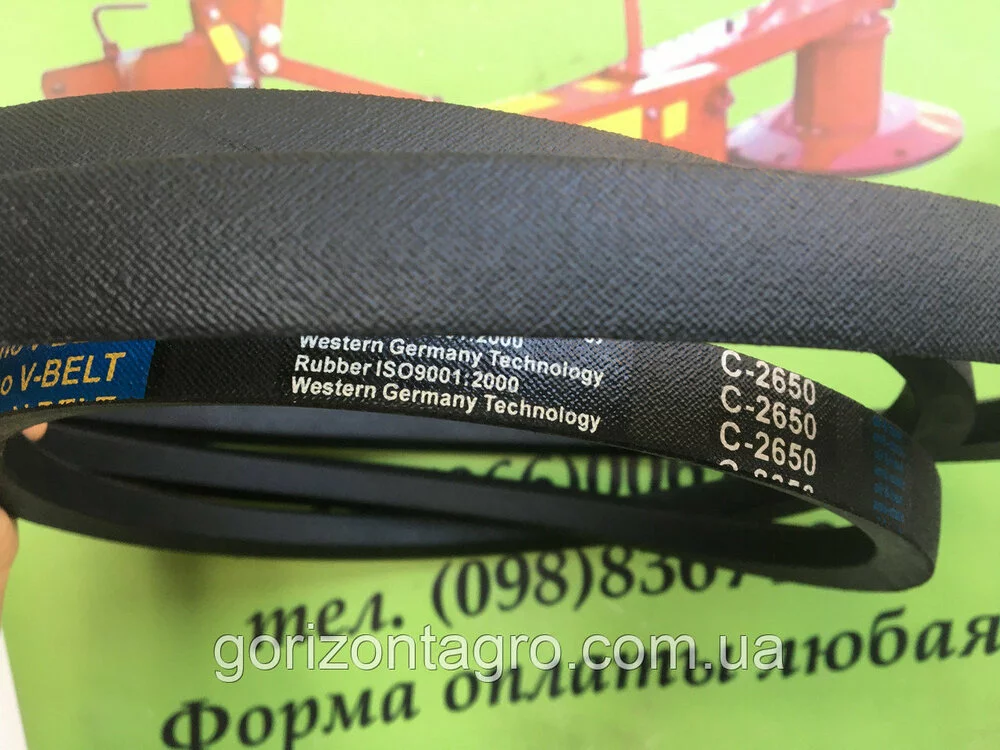 V-BELT
Western Germany Technology
Rubber ISO9001:2000
Western Germany Technology
C-2650
C-2650
C-2650
тел. (098)8367
gorizontagro.com.ua
Форма оплаты любая